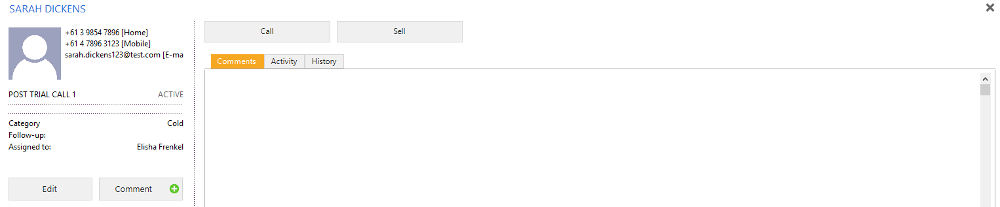 SARAH DICKENS
+61 3 9854 7896 [Home]
+61 4 7896 3123 [Mobile]
sarah.dickens123@test.com [E-ma
POST TRIAL CALL 1 ACTIVE
Category Cold
Follow-up:
Assigned to: Elisha Frenkel
Edit Comment
Call Sell
Comments Activity History